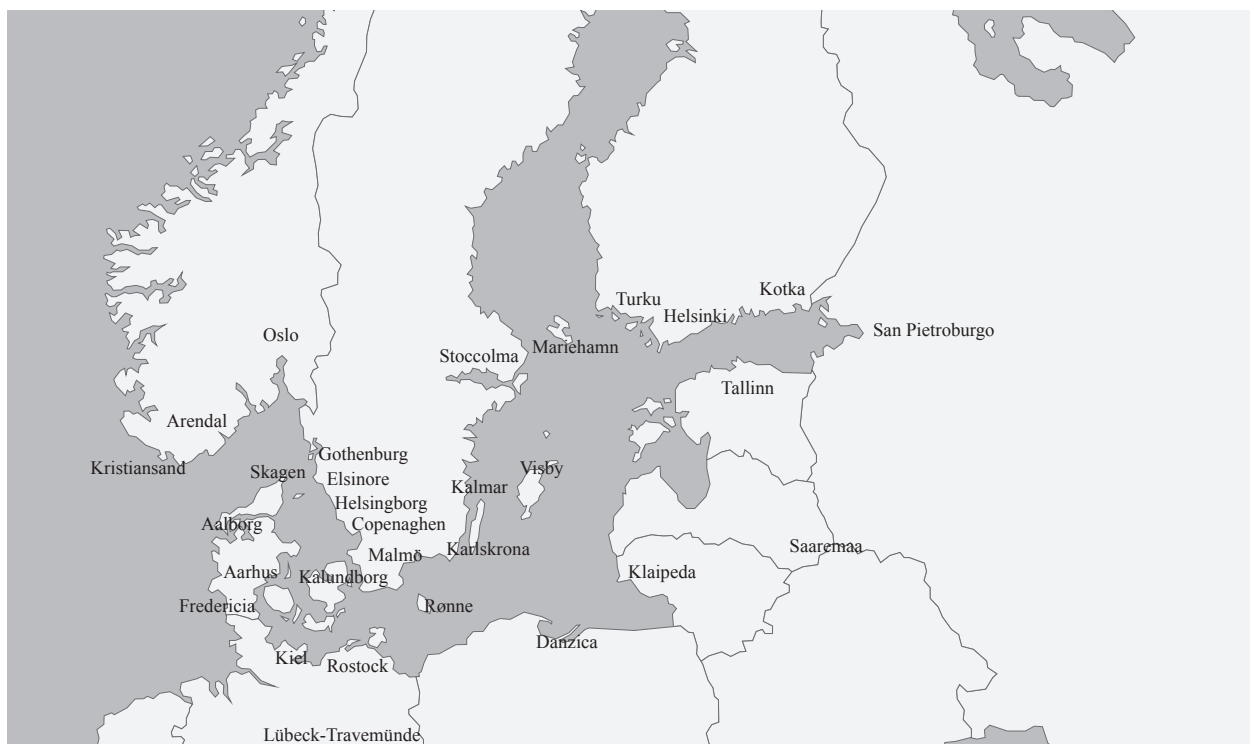 Kotka
Turku
Helsinki
San Pietroburgo
Oslo
Mariehamn
Stoccolma
Tallinn
Arendal
Gothenburg
Kristiansand
Skagen
Visby
Elsinore
Kalmar
Helsingborg
Aalborg
Copenaghen
Saaremaa
Karlskrona
Malmö
Aarhus
Klaipeda
Kalundborg
Fredericia
Rønne
Danzica
Kiel
Rostock
Lübeck-Travemünde